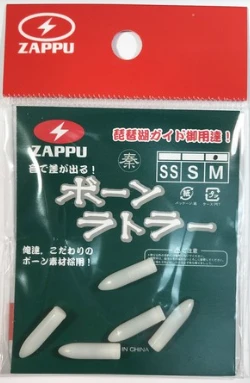 ZAPPU
ZAPPU
琵琶湖ガイド御用達！
音で差が出る！
秦
SS S M
ボーン
ラトラー
紙
俺達、こだわりの
ボーン素材採用！
IN CHINA